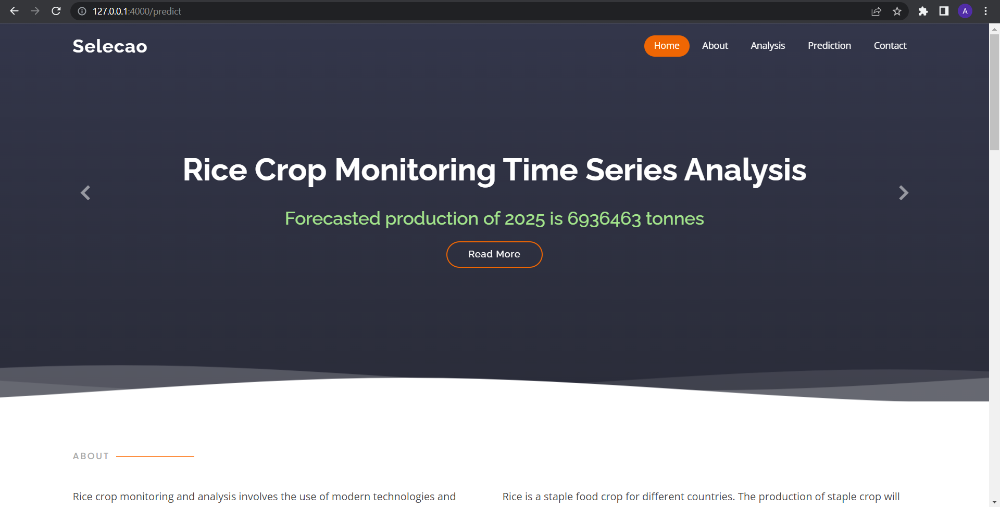 127.0.0.1:4000/predict
A
Selecao
Home
About
Analysis
Prediction
Contact
Rice Crop Monitoring Time Series Analysis
Forecasted production of 2025 is 6936463 tonnes
Read More
ABOUT
Rice crop monitoring and analysis involves the use of modern technologies and
Rice is a staple food crop for different countries. The production of staple crop will